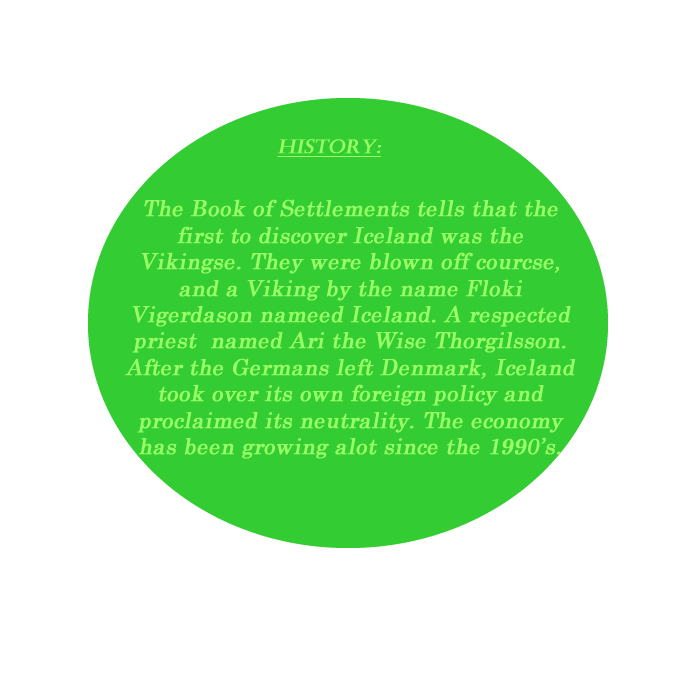 HISTORY:
The Book of Settlements tells that the
first to discover Iceland was the
Vikingse. They were blown off courcse,
and a Viking by the name Floki
Vigerdason nameed Iceland. A respected
priest  named Ari the Wise Thorgilsson.
After the Germans left Denmark, Iceland
took over its own foreign policy and
proclaimed its neutrality. The economy
has been growing alot since the 1990's.